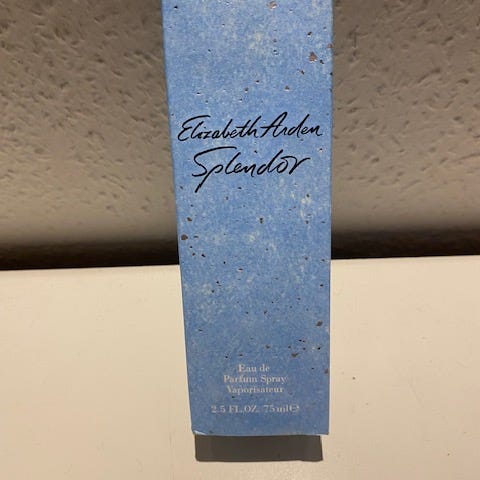 Elizabeth Arden
Splendor
Eau de
Parfum Spray
Vaporisateur
2.5 FL.OZ. 75 ml ℮